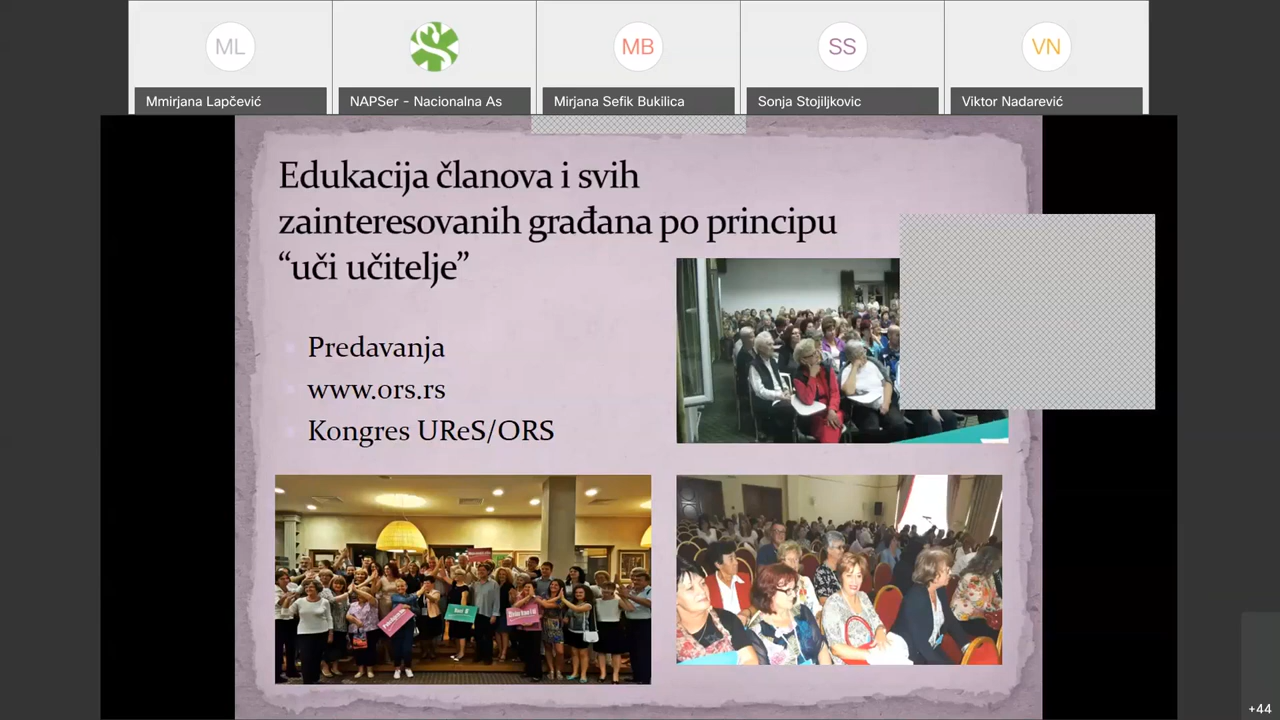 ML
MB
SS
VN
Mmirjana Lapčević
NAPSer - Nacionalna As
Mirjana Sefik Bukilica
Sonja Stojiljkovic
Viktor Nadarević
Edukacija članova i svih
zainteresovanih građana po principu
“uči učitelje”
Predavanja
www.ors.rs
Kongres UReS/ORS
+44